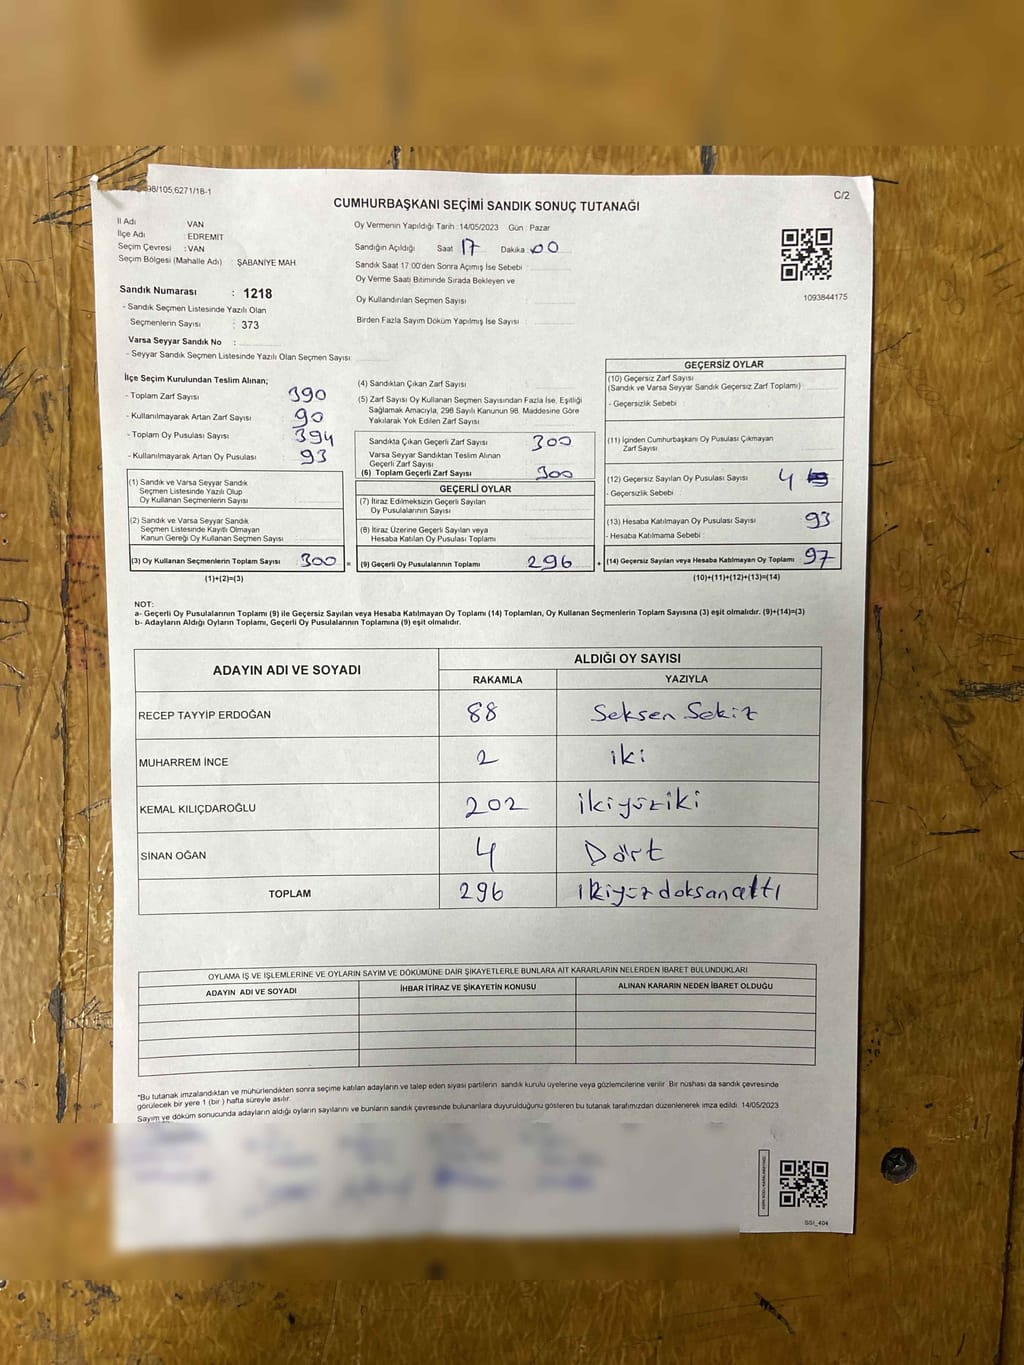 98/105;6271/18-1
C/2
CUMHURBAŞKANI SEÇİMİ SANDIK SONUÇ TUTANAĞI
İl Adı VAN
İlçe Adı : EDREMIT
Seçim Çevresi : VAN
Seçim Bölgesi (Mahalle Adı) : ŞABANİYE MAH
Oy Vermenin Yapıldığı Tarih : 14/05/2023 Gün : Pazar
Sandığın Açıldığı Saat 17 Dakika 00
Sandık Saat 17:00'den Sonra Açımış İse Sebebi :
Oy Verme Saati Bitiminde Sırada Bekleyen ve
Oy Kullandırılan Seçmen Sayısı
Birden Fazla Sayım Döküm Yapılmış İse Sayısı :
1093844175
Sandık Numarası : 1218
- Sandık Seçmen Listesinde Yazılı Olan
Seçmenlerin Sayısı : 373
Varsa Seyyar Sandık No :
- Seyyar Sandık Seçmen Listesinde Yazılı Olan Seçmen Sayısı:
İlçe Seçim Kurulundan Teslim Alınan;
- Toplam Zarf Sayısı 390
- Kullanılmayarak Artan Zarf Sayısı 90
- Toplam Oy Pusulası Sayısı 394
- Kullanılmayarak Artan Oy Pusulası 93
(1) Sandık ve Varsa Seyyar Sandık
Seçmen Listesinde Yazılı Olup
Oy Kullanan Seçmenlerin Sayısı
(2) Sandık ve Varsa Seyyar Sandık
Seçmen Listesinde Kayıtlı Olmayan
Kanun Gereği Oy Kullanan Seçmen Sayısı
(3) Oy Kullanan Seçmenlerin Toplam Sayısı 300 =
(1)+(2)=(3)
(4) Sandıktan Çıkan Zarf Sayısı
(5) Zarf Sayısı Oy Kullanan Seçmen Sayısından Fazla İse, Eşitliği
Sağlamak Amacıyla, 298 Sayılı Kanunun 98. Maddesine Göre
Yakılarak Yok Edilen Zarf Sayısı
Sandıkla Çıkan Geçerli Zarf Sayısı 300
Varsa Seyyar Sandıktan Teslim Alınan
Geçerli Zarf Sayısı
(6) Toplam Geçerli Zarf Sayısı 300
GEÇERLİ OYLAR
(7) İtiraz Edilmeksizin Geçerli Sayılan
Oy Pusulalarının Sayısı
(8) İtiraz Üzerine Geçerli Sayılan veya
Hesaba Katılan Oy Pusulası Toplamı
(9) Geçerli Oy Pusulalarının Toplamı 296 +
GEÇERSİZ OYLAR
(10) Geçersiz Zarf Sayısı
(Sandık ve Varsa Seyyar Sandık Geçersiz Zarf Toplamı)
- Geçersizlik Sebebi :
(11) İçinden Cumhurbaşkanı Oy Pusulası Çıkmayan
Zarf Sayısı
(12) Geçersiz Sayılan Oy Pusulası Sayısı 4
- Geçersizlik Sebebi
(13) Hesaba Katılmayan Oy Pusulası Sayısı 93
- Hesaba Katılmama Sebebi :
(14) Geçersiz Sayılan veya Hesaba Katılmayan Oy Toplamı 97
(10)+(11)+(12)+(13)=(14)
NOT:
a- Geçerli Oy Pusulalarının Toplamı (9) ile Geçersiz Sayılan veya Hesaba Katılmayan Oy Toplamı (14) Toplamları, Oy Kullanan Seçmenlerin Toplam Sayısına (3) eşit olmalıdır. (9)+(14)=(3)
b- Adayların Aldığı Oyların Toplamı, Geçerli Oy Pusulalarının Toplamına (9) eşit olmalıdır.
ADAYIN ADI VE SOYADI ALDIĞI OY SAYISI
RAKAMLA YAZIYLA
RECEP TAYYİP ERDOĞAN 88 Seksen Sekiz
MUHARREM İNCE 2 iki
KEMAL KILIÇDAROĞLU 202 ikiyüziki
SİNAN OĞAN 4 Dört
TOPLAM 296 ikiyüzdoksanaltı
OYLAMA İŞ VE İŞLEMLERİNE VE OYLARIN SAYIM VE DÖKÜMÜNE DAİR ŞİKAYETLERLE BUNLARA AİT KARARLARIN NELERDEN İBARET BULUNDUKLARI
ADAYIN ADI VE SOYADI İHBAR İTİRAZ VE ŞİKAYETİN KONUSU ALINAN KARARIN NEDEN İBARET OLDUĞU
*Bu tutanak imzalandıktan ve mühürlendikten sonra seçime katılan adayların ve talep eden siyasi partilerin sandık kurulu üyelerine veya gözlemcilerine verilir. Bir nüshası da sandık çevresinde
görülecek bir yere 1 (bir ) hafta süreyle asılır.
Sayım ve döküm sonucunda adayların aldığı oyların sayılarını ve bunların sandık çevresinde bulunanlara duyurulduğunu gösteren bu tutanak tarafımızdan düzenlenerek imza edildi. 14/05/2023
SSİ_404